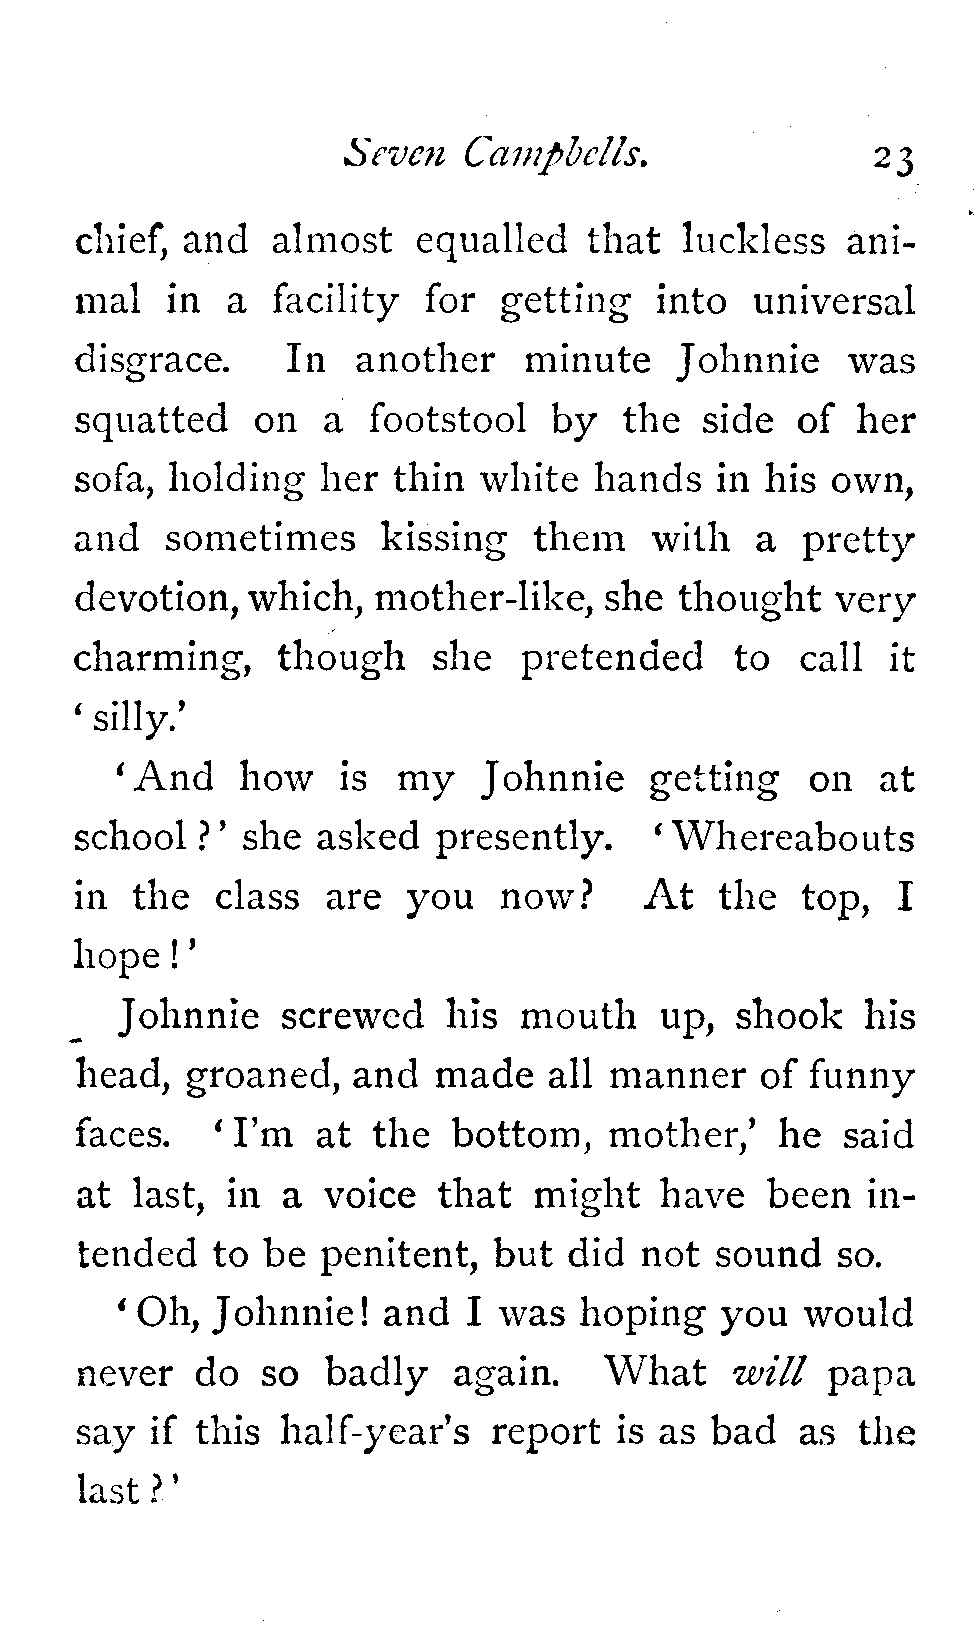 Seven Campbells. 23
chief, and almost equalled that luckless ani-
mal in a facility for getting into universal
disgrace. In another minute Johnnie was
squatted on a footstool by the side of her
sofa, holding her thin white hands in his own,
and sometimes kissing them with a pretty
devotion, which, mother-like, she thought very
charming, though she pretended to call it
‘ silly.’
‘ And how is my Johnnie getting on at
school ? ’ she asked presently. ‘ Whereabouts
in the class are you now? At the top, I
hope ! ’
Johnnie screwed his mouth up, shook his
head, groaned, and made all manner of funny
faces. ‘ I’m at the bottom, mother,’ he said
at last, in a voice that might have been in-
tended to be penitent, but did not sound so.
‘ Oh, Johnnie! and I was hoping you would
never do so badly again. What will papa
say if this half-year’s report is as bad as the
last ? ’